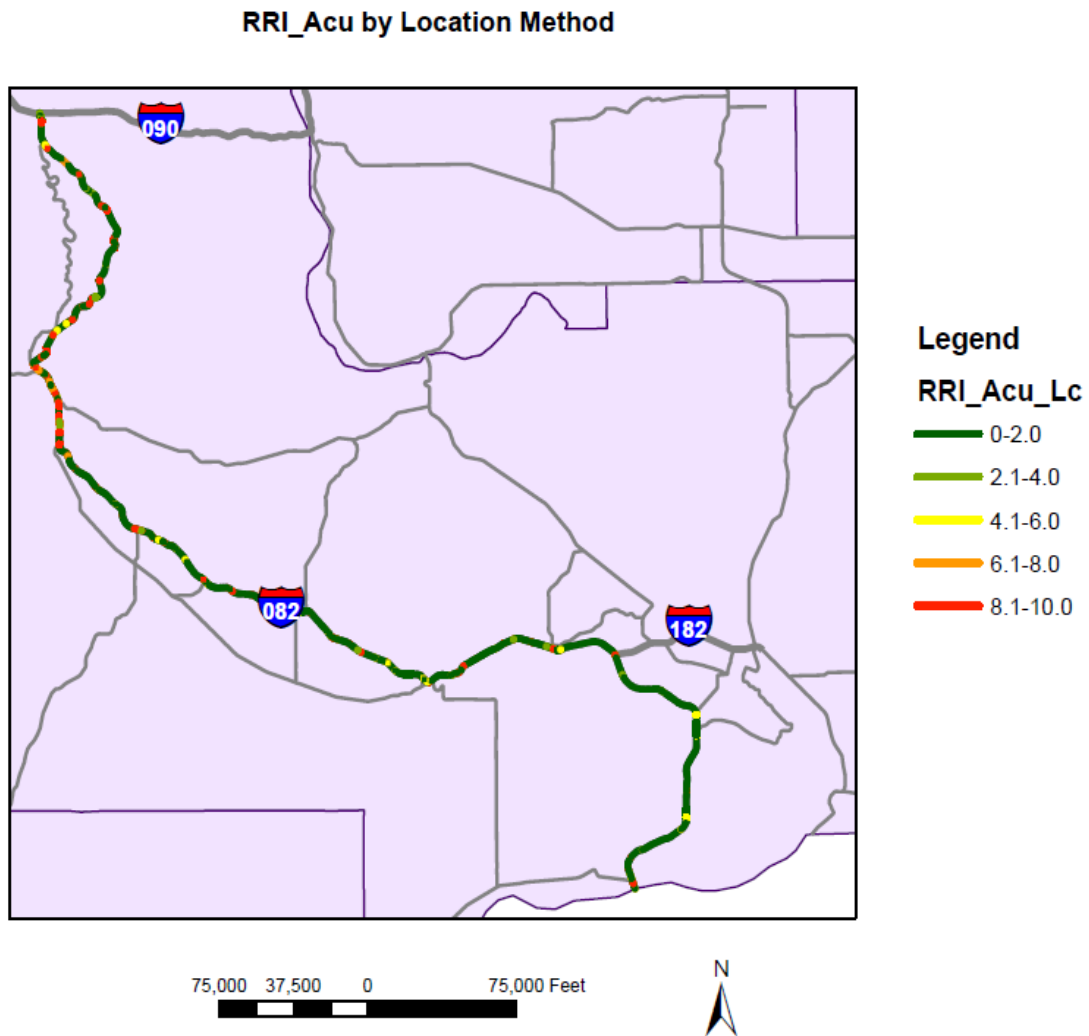 RRI_Acu by Location Method
090
082
182
Legend
RRI_Acu_Lc
0-2.0
2.1-4.0
4.1-6.0
6.1-8.0
8.1-10.0
75,000 37,500 0 75,000 Feet
N